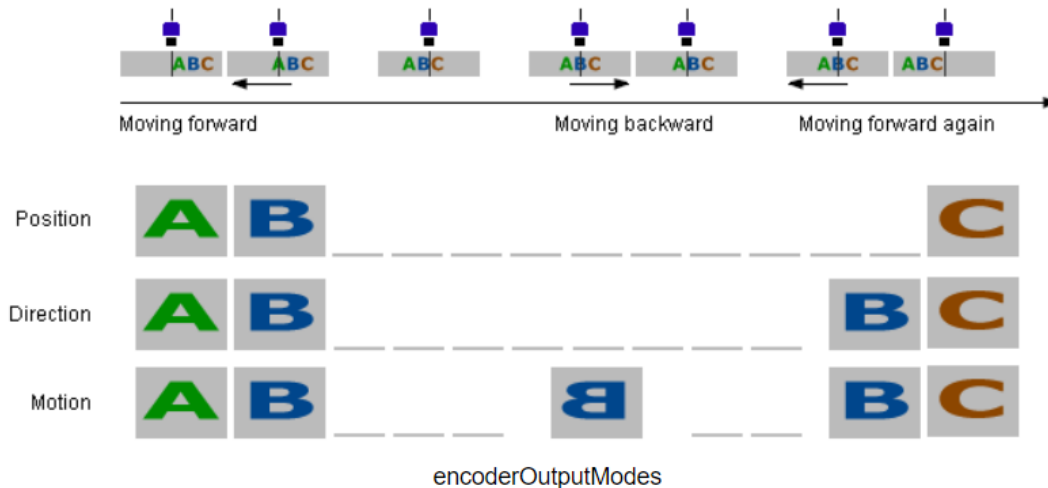 ABC ABC ABC ABC ABC ABC ABC
Moving forward Moving backward Moving forward again
Position A B C
Direction A B B C
Motion A B B B C
encoderOutputModes